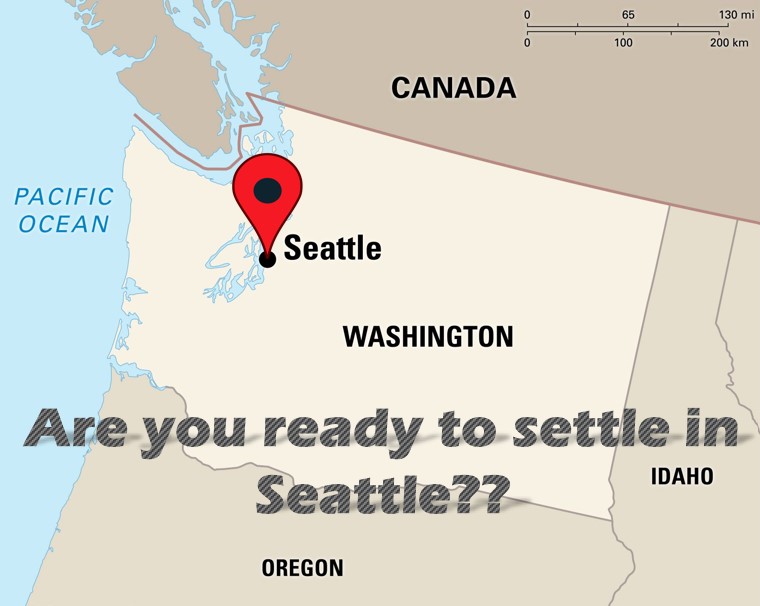 0 65 130 mi
0 100 200 km
CANADA
PACIFIC
OCEAN
Seattle
WASHINGTON
Are you ready to settle in
Seattle??
IDAHO
OREGON